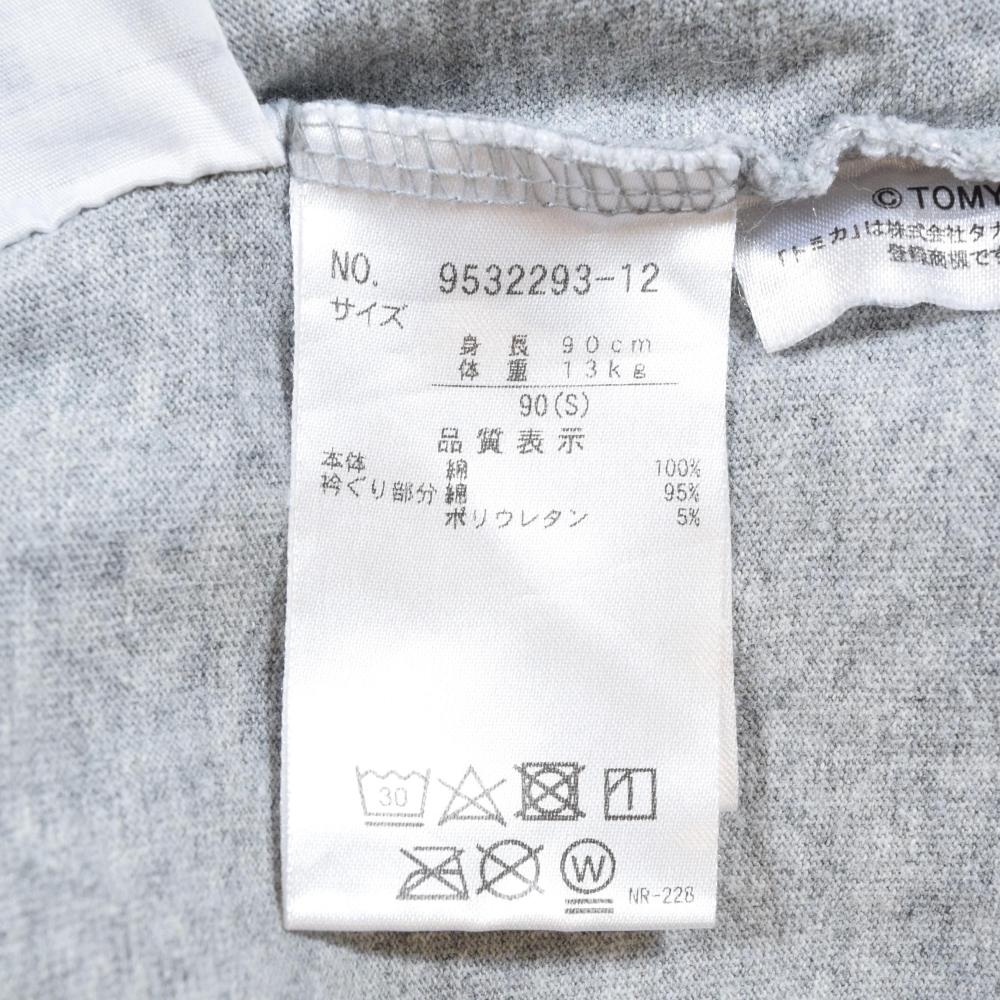 NO. 9532293-12
サイズ
身長 90cm
体重 13kg
90(S)
品質表示
本体 綿 100%
衿ぐり部分 綿 95%
ポリウレタン 5%
30
W
NR-228
© TOMY
「トミカ」は株式会社タカ
登録商標です